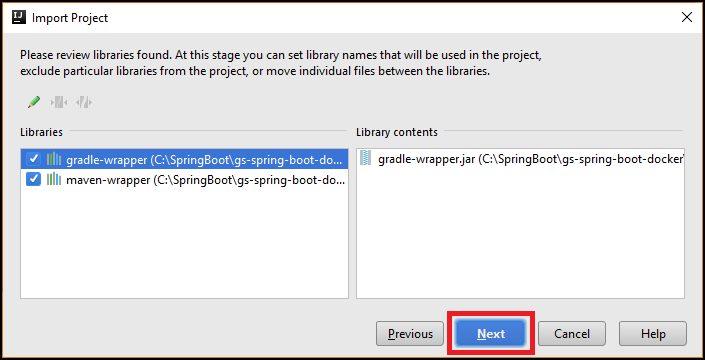 IJ Import Project
Please review libraries found. At this stage you can set library names that will be used in the project,
exclude particular libraries from the project, or move individual files between the libraries.
Libraries
gradle-wrapper (C:\SpringBoot\gs-spring-boot-do...
maven-wrapper (C:\SpringBoot\gs-spring-boot-do...
Library contents
gradle-wrapper.jar (C:\SpringBoot\gs-spring-boot-docker\
Previous Next Cancel Help